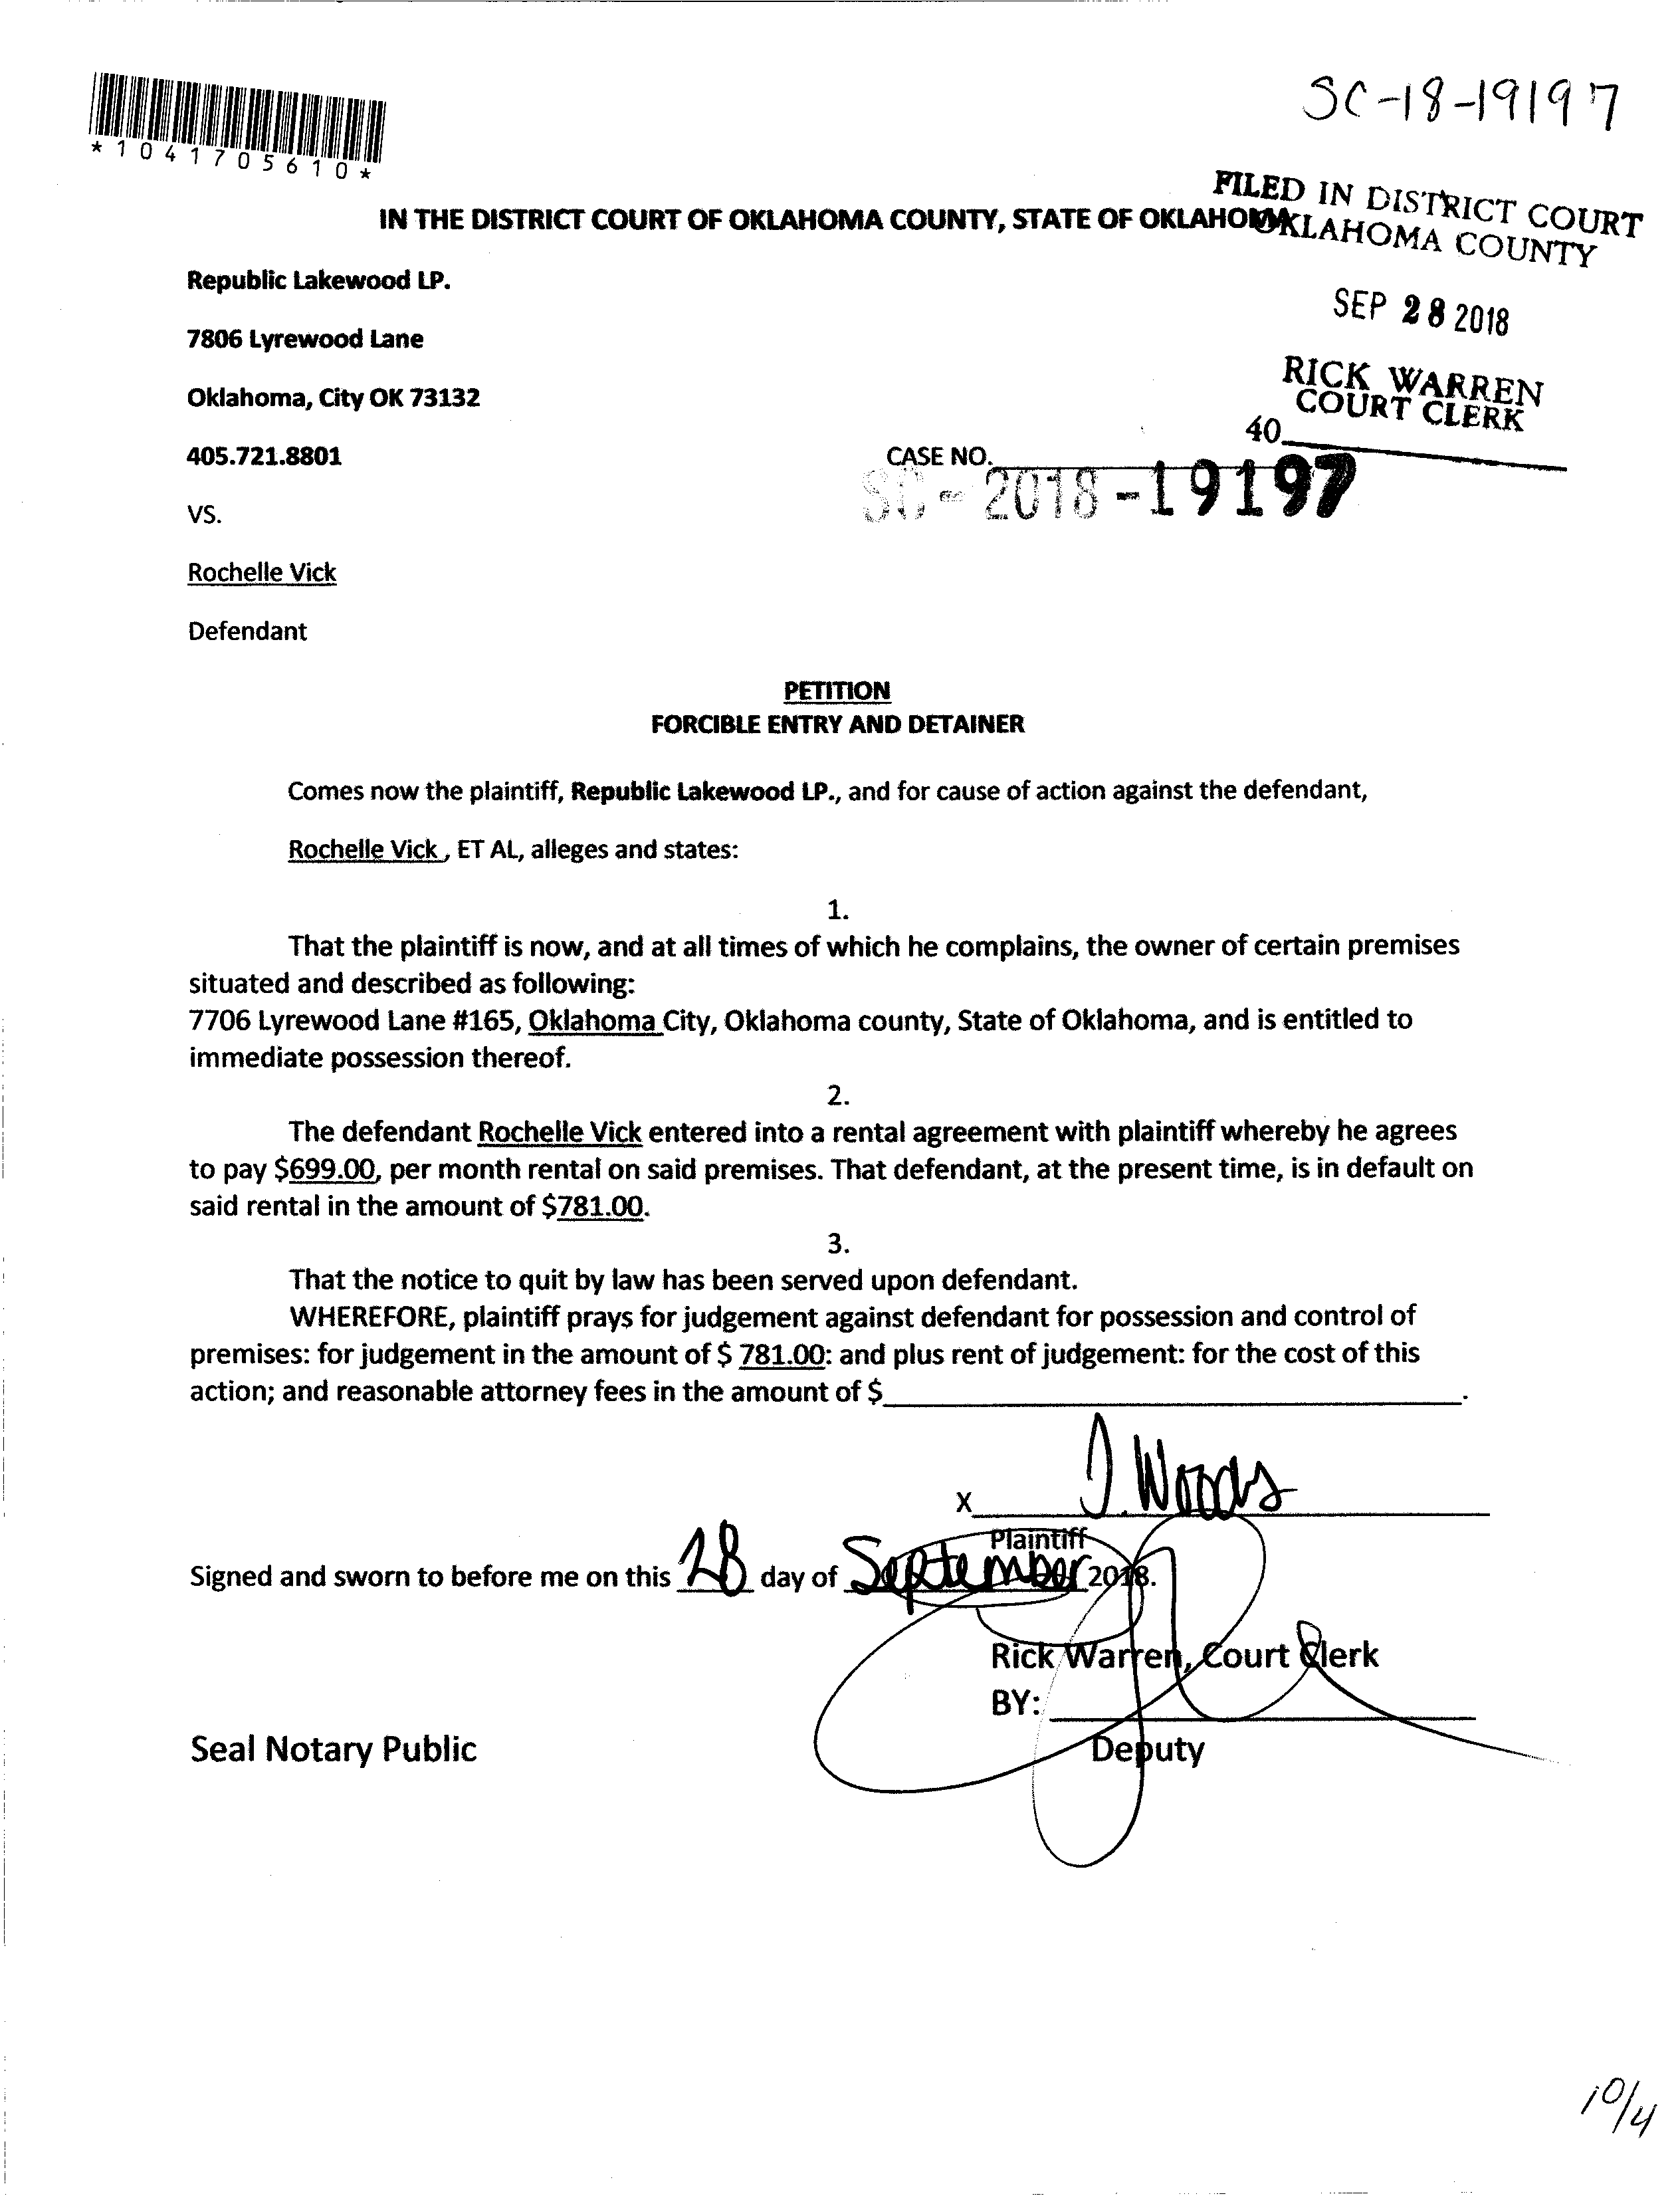 *1041705610*
SC-18-19197
FILED IN DISTRICT COURT
OKLAHOMA COUNTY
IN THE DISTRICT COURT OF OKLAHOMA COUNTY, STATE OF OKLAHOMA
Republic Lakewood LP.
SEP 28 2018
7806 Lyrewood Lane
RICK WARREN
COURT CLERK
Oklahoma, City OK 73132
40
405.721.8801
CASE NO.
SC-2018-19197
VS.
Rochelle Vick
Defendant
PETITION
FORCIBLE ENTRY AND DETAINER
Comes now the plaintiff, Republic Lakewood LP., and for cause of action against the defendant,
Rochelle Vick , ET AL, alleges and states:
1.
That the plaintiff is now, and at all times of which he complains, the owner of certain premises
situated and described as following:
7706 Lyrewood Lane #165, Oklahoma City, Oklahoma county, State of Oklahoma, and is entitled to
immediate possession thereof.
2.
The defendant Rochelle Vick entered into a rental agreement with plaintiff whereby he agrees
to pay $699.00, per month rental on said premises. That defendant, at the present time, is in default on
said rental in the amount of $781.00.
3.
That the notice to quit by law has been served upon defendant.
WHEREFORE, plaintiff prays for judgement against defendant for possession and control of
premises: for judgement in the amount of $ 781.00: and plus rent of judgement: for the cost of this
action; and reasonable attorney fees in the amount of $ .
X J. Woods
Plaintiff
Signed and sworn to before me on this 28 day of September 2018.
Rick Warren, Court Clerk
BY:
Seal Notary Public
Deputy
10/4